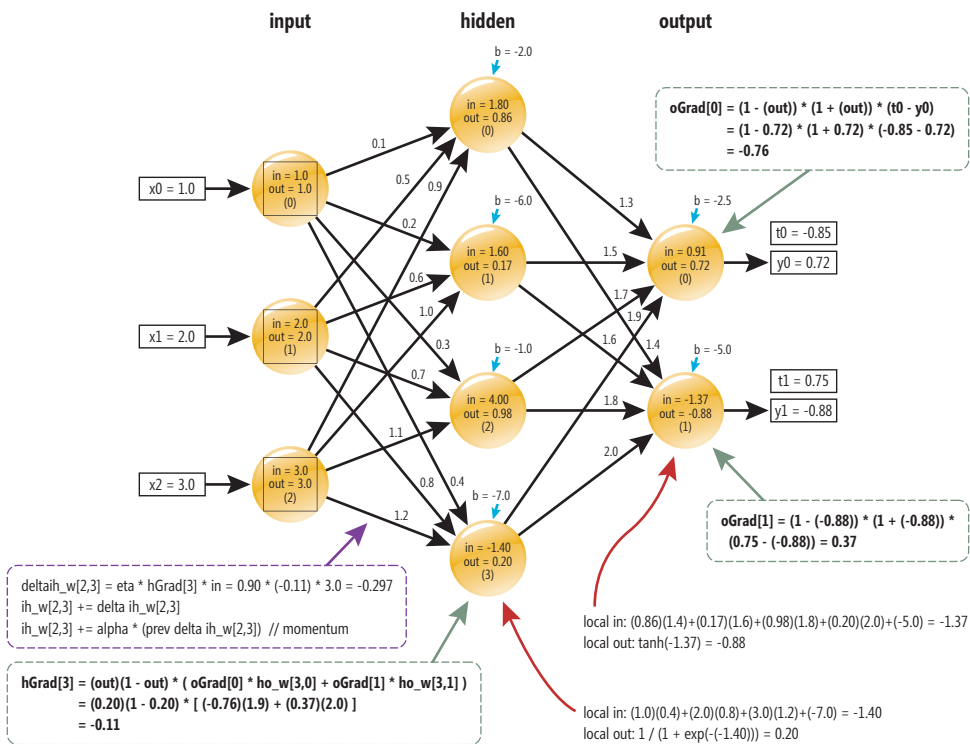 input
hidden
output
b = -2.0
in = 1.80
out = 0.86
(0)
oGrad[0] = (1 - (out)) * (1 + (out)) * (t0 - y0)
= (1 - 0.72) * (1 + 0.72) * (-0.85 - 0.72)
= -0.76
0.1
x0 = 1.0
in = 1.0
out = 1.0
(0)
0.5
0.9
1.3
0.2
b = -6.0
in = 1.60
out = 0.17
(1)
1.5
b = -2.5
in = 0.91
out = 0.72
(0)
t0 = -0.85
y0 = 0.72
0.6
1.0
1.7
1.9
x1 = 2.0
in = 2.0
out = 2.0
(1)
0.3
1.6
1.4
0.7
b = -1.0
in = 4.00
out = 0.98
(2)
1.8
b = -5.0
in = -1.37
out = -0.88
(1)
t1 = 0.75
y1 = -0.88
1.1
2.0
x2 = 3.0
in = 3.0
out = 3.0
(2)
0.8
0.4
1.2
b = -7.0
in = -1.40
out = 0.20
(3)
oGrad[1] = (1 - (-0.88)) * (1 + (-0.88)) *
(0.75 - (-0.88)) = 0.37
deltaih_w[2,3] = eta * hGrad[3] * in = 0.90 * (-0.11) * 3.0 = -0.297
ih_w[2,3] += delta ih_w[2,3]
ih_w[2,3] += alpha * (prev delta ih_w[2,3]) // momentum
local in: (0.86)(1.4)+(0.17)(1.6)+(0.98)(1.8)+(0.20)(2.0)+(-5.0) = -1.37
local out: tanh(-1.37) = -0.88
hGrad[3] = (out)(1 - out) * ( oGrad[0] * ho_w[3,0] + oGrad[1] * ho_w[3,1] )
= (0.20)(1 - 0.20) * [ (-0.76)(1.9) + (0.37)(2.0) ]
= -0.11
local in: (1.0)(0.4)+(2.0)(0.8)+(3.0)(1.2)+(-7.0) = -1.40
local out: 1 / (1 + exp(-(-1.40))) = 0.20